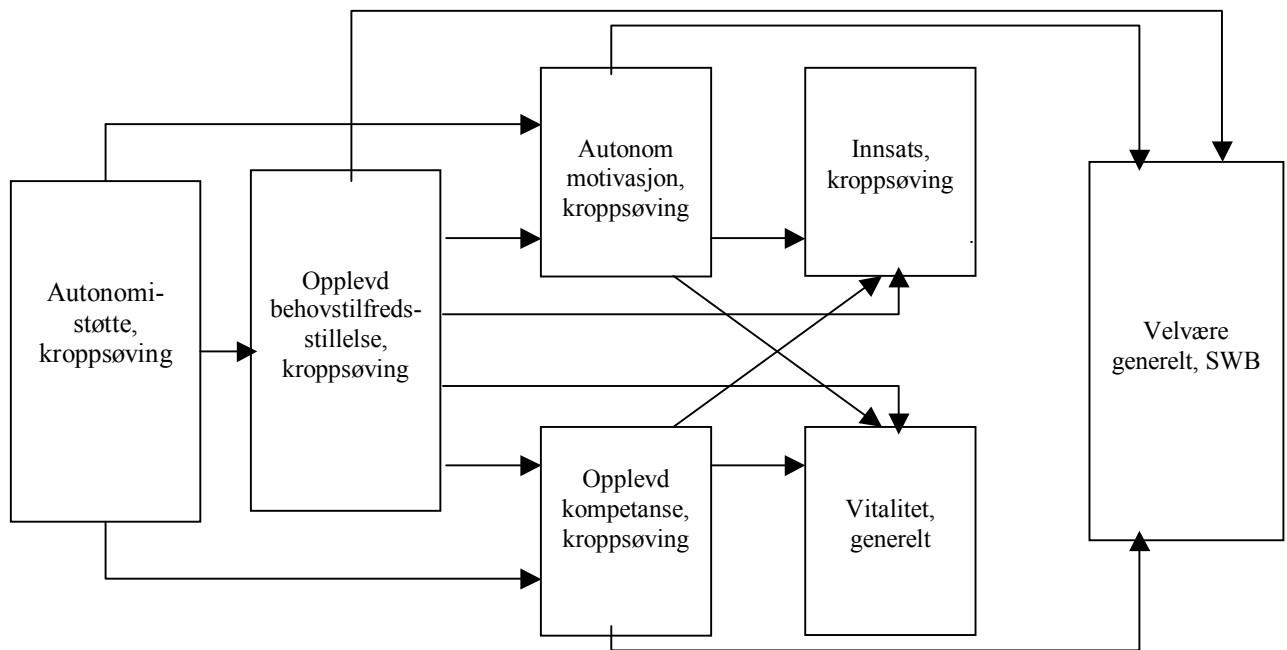 Autonomi-
støtte,
kroppsøving
Opplevd
behovstilfreds-
stillelse,
kroppsøving
Autonom
motivasjon,
kroppsøving
Opplevd
kompetanse,
kroppsøving
Innsats,
kroppsøving
Vitalitet,
generelt
Velvære
generelt, SWB